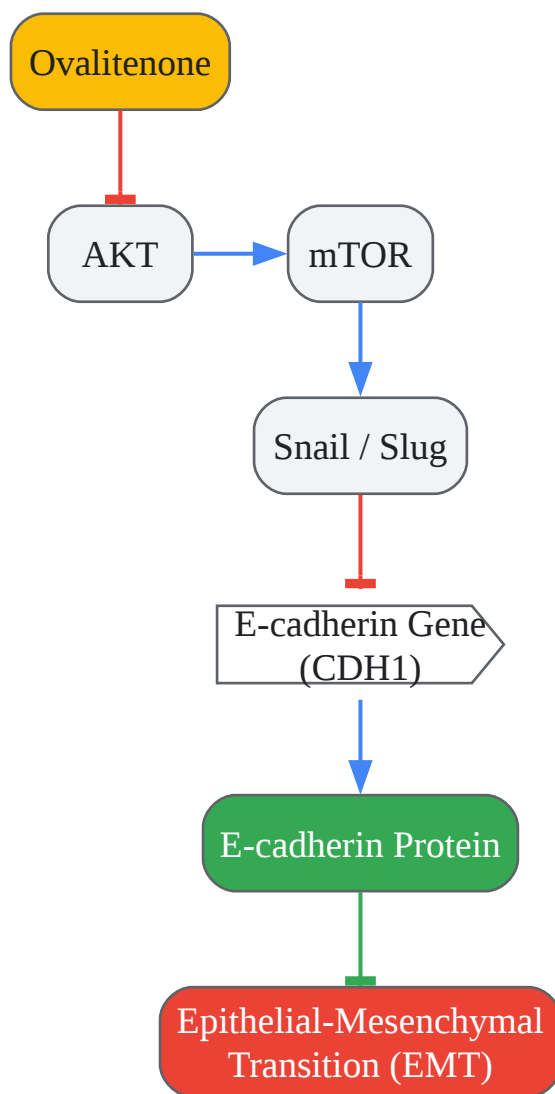 Ovalitenone
AKT
mTOR
Snail / Slug
E-cadherin Gene
(CDH1)
E-cadherin Protein
Epithelial-Mesenchymal
Transition (EMT)